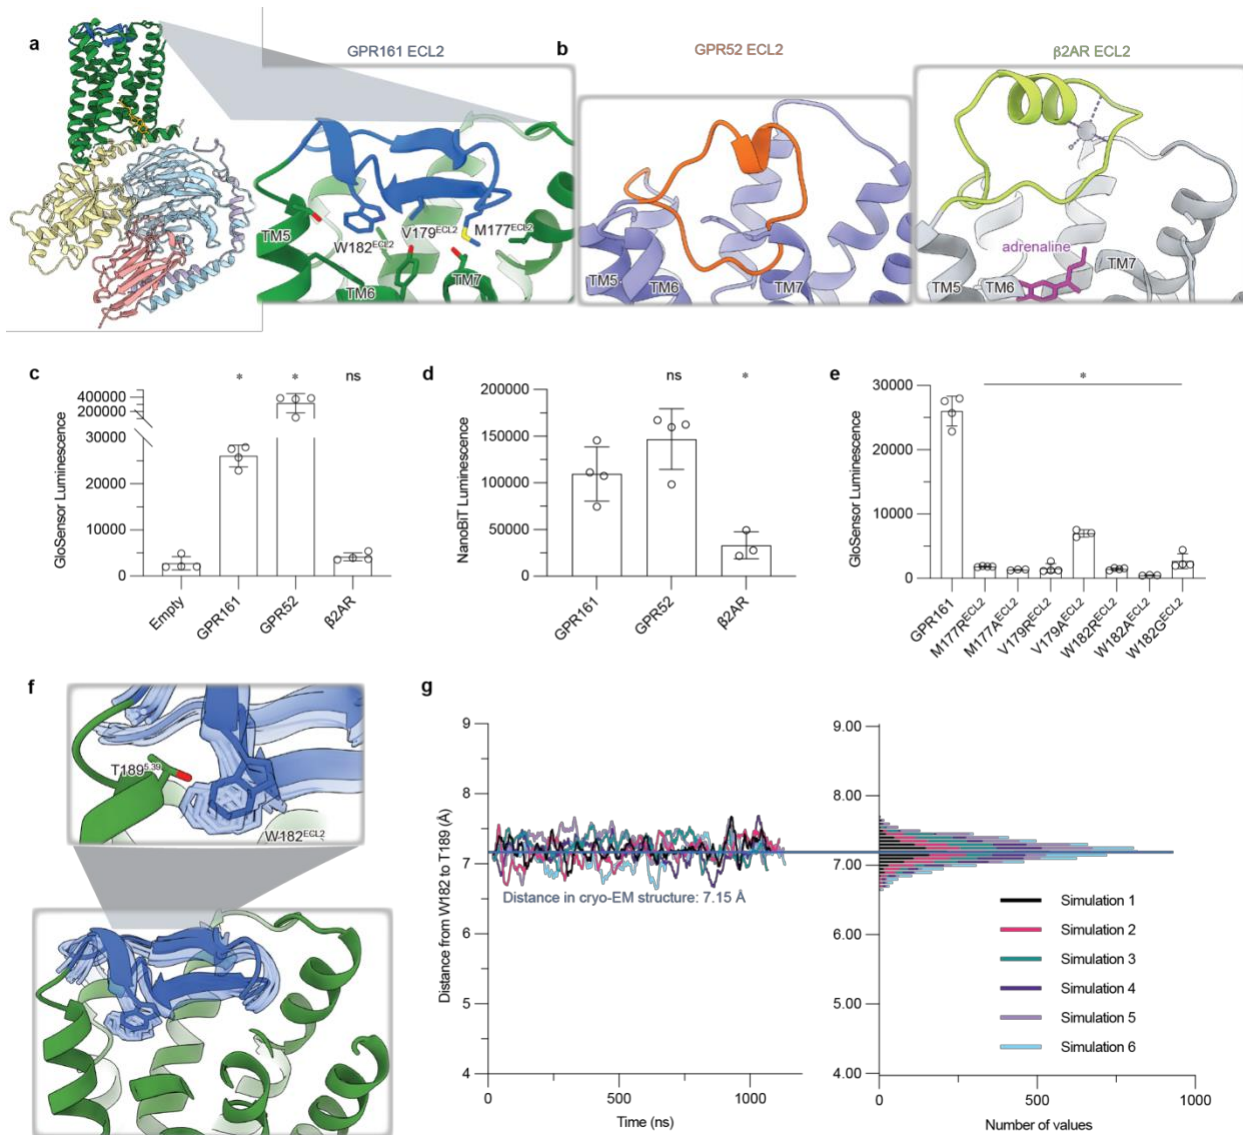 a
GPR161 ECL2
b
GPR52 ECL2
β2AR ECL2
TM5
W182ECL2
V179ECL2
M177ECL2
TM6
TM7
TM5
TM6
TM7
adrenaline
TM5
TM6
TM7
c
GloSensor Luminescence
400000
200000
30000
20000
10000
0
*
*
ns
Empty
GPR161
GPR52
β2AR
d
NanoBiT Luminescence
200000
150000
100000
50000
0
ns
*
GPR161
GPR52
β2AR
e
GloSensor Luminescence
30000
20000
10000
0
*
GPR161
M177RECL2
M177AECL2
V179RECL2
V179AECL2
W182RECL2
W182AECL2
W182GECL2
f
T1895.39
W182ECL2
g
Distance from W182 to T189 (Å)
9
8
7
6
5
4
Distance in cryo-EM structure: 7.15 Å
0
500
1000
Time (ns)
9.00
8.00
7.00
6.00
5.00
4.00
Simulation 1
Simulation 2
Simulation 3
Simulation 4
Simulation 5
Simulation 6
0
500
1000
Number of values